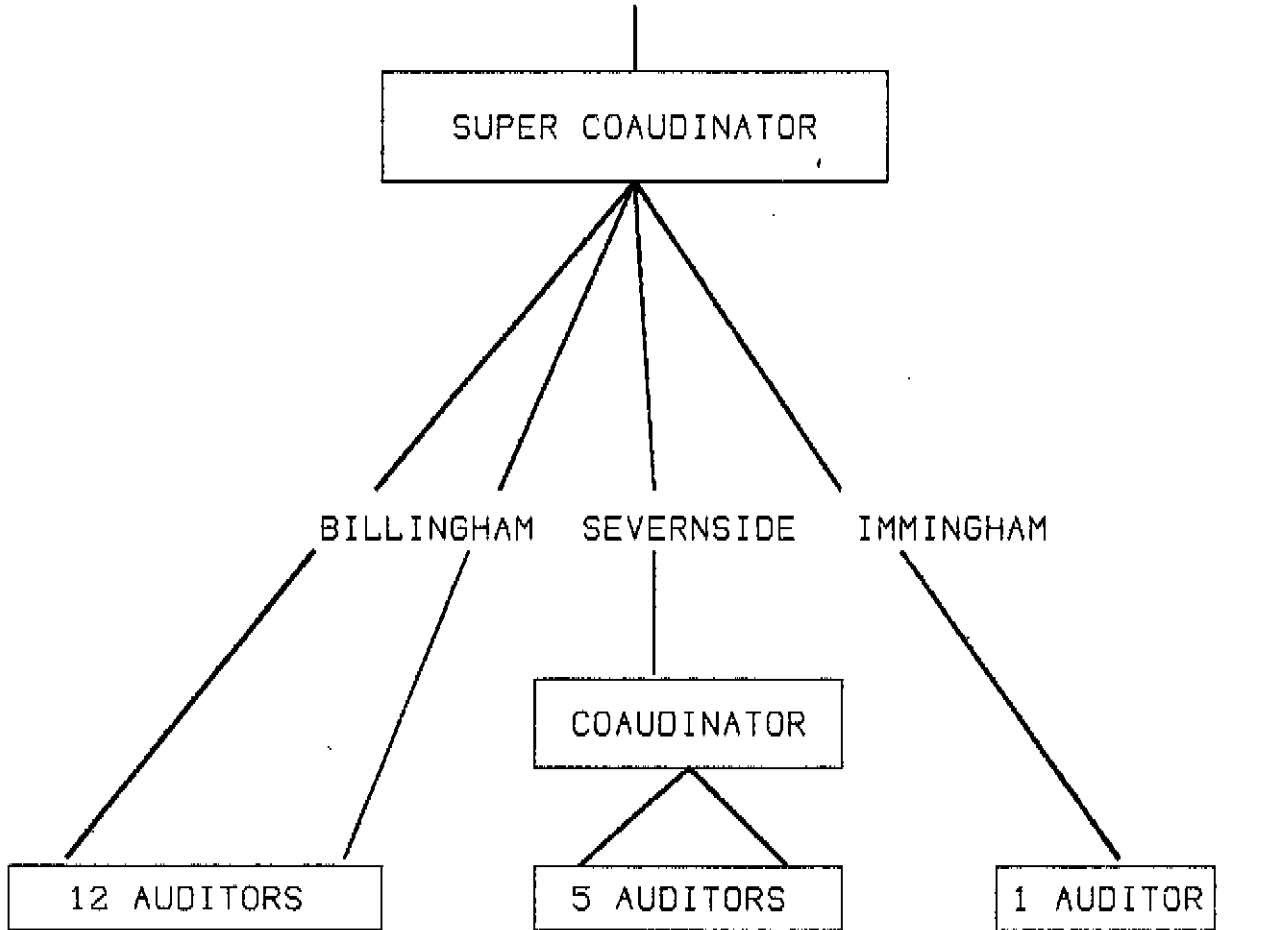 SUPER COAUDINATOR
BILLINGHAM SEVERNSIDE IMMINGHAM
COAUDINATOR
12 AUDITORS 5 AUDITORS 1 AUDITOR